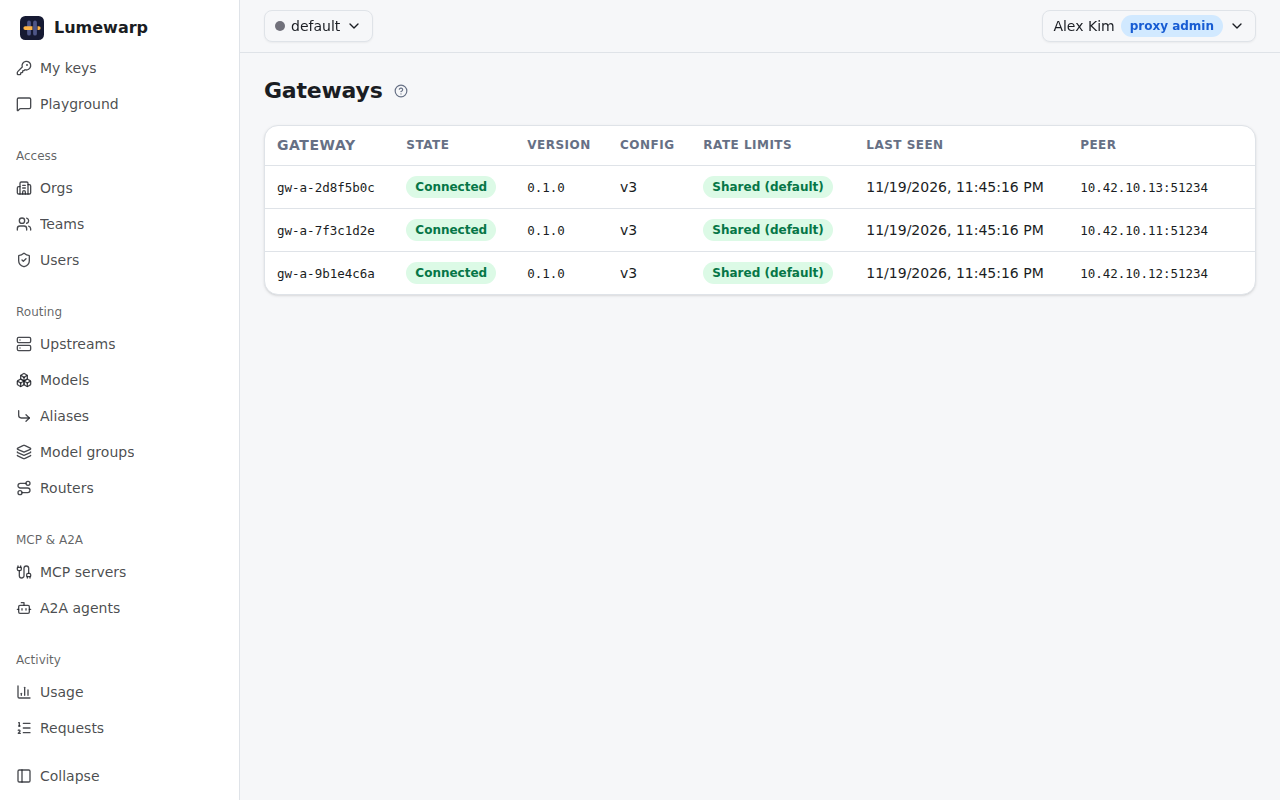 Lumewarp
My keys
Playground
Access
Orgs
Teams
Users
Routing
Upstreams
Models
Aliases
Model groups
Routers
MCP & A2A
MCP servers
A2A agents
Activity
Usage
Requests
Collapse
default
Alex Kim proxy admin
Gateways
GATEWAY STATE VERSION CONFIG RATE LIMITS LAST SEEN PEER
gw-a-2d8f5b0c Connected 0.1.0 v3 Shared (default) 11/19/2026, 11:45:16 PM 10.42.10.13:51234
gw-a-7f3c1d2e Connected 0.1.0 v3 Shared (default) 11/19/2026, 11:45:16 PM 10.42.10.11:51234
gw-a-9b1e4c6a Connected 0.1.0 v3 Shared (default) 11/19/2026, 11:45:16 PM 10.42.10.12:51234